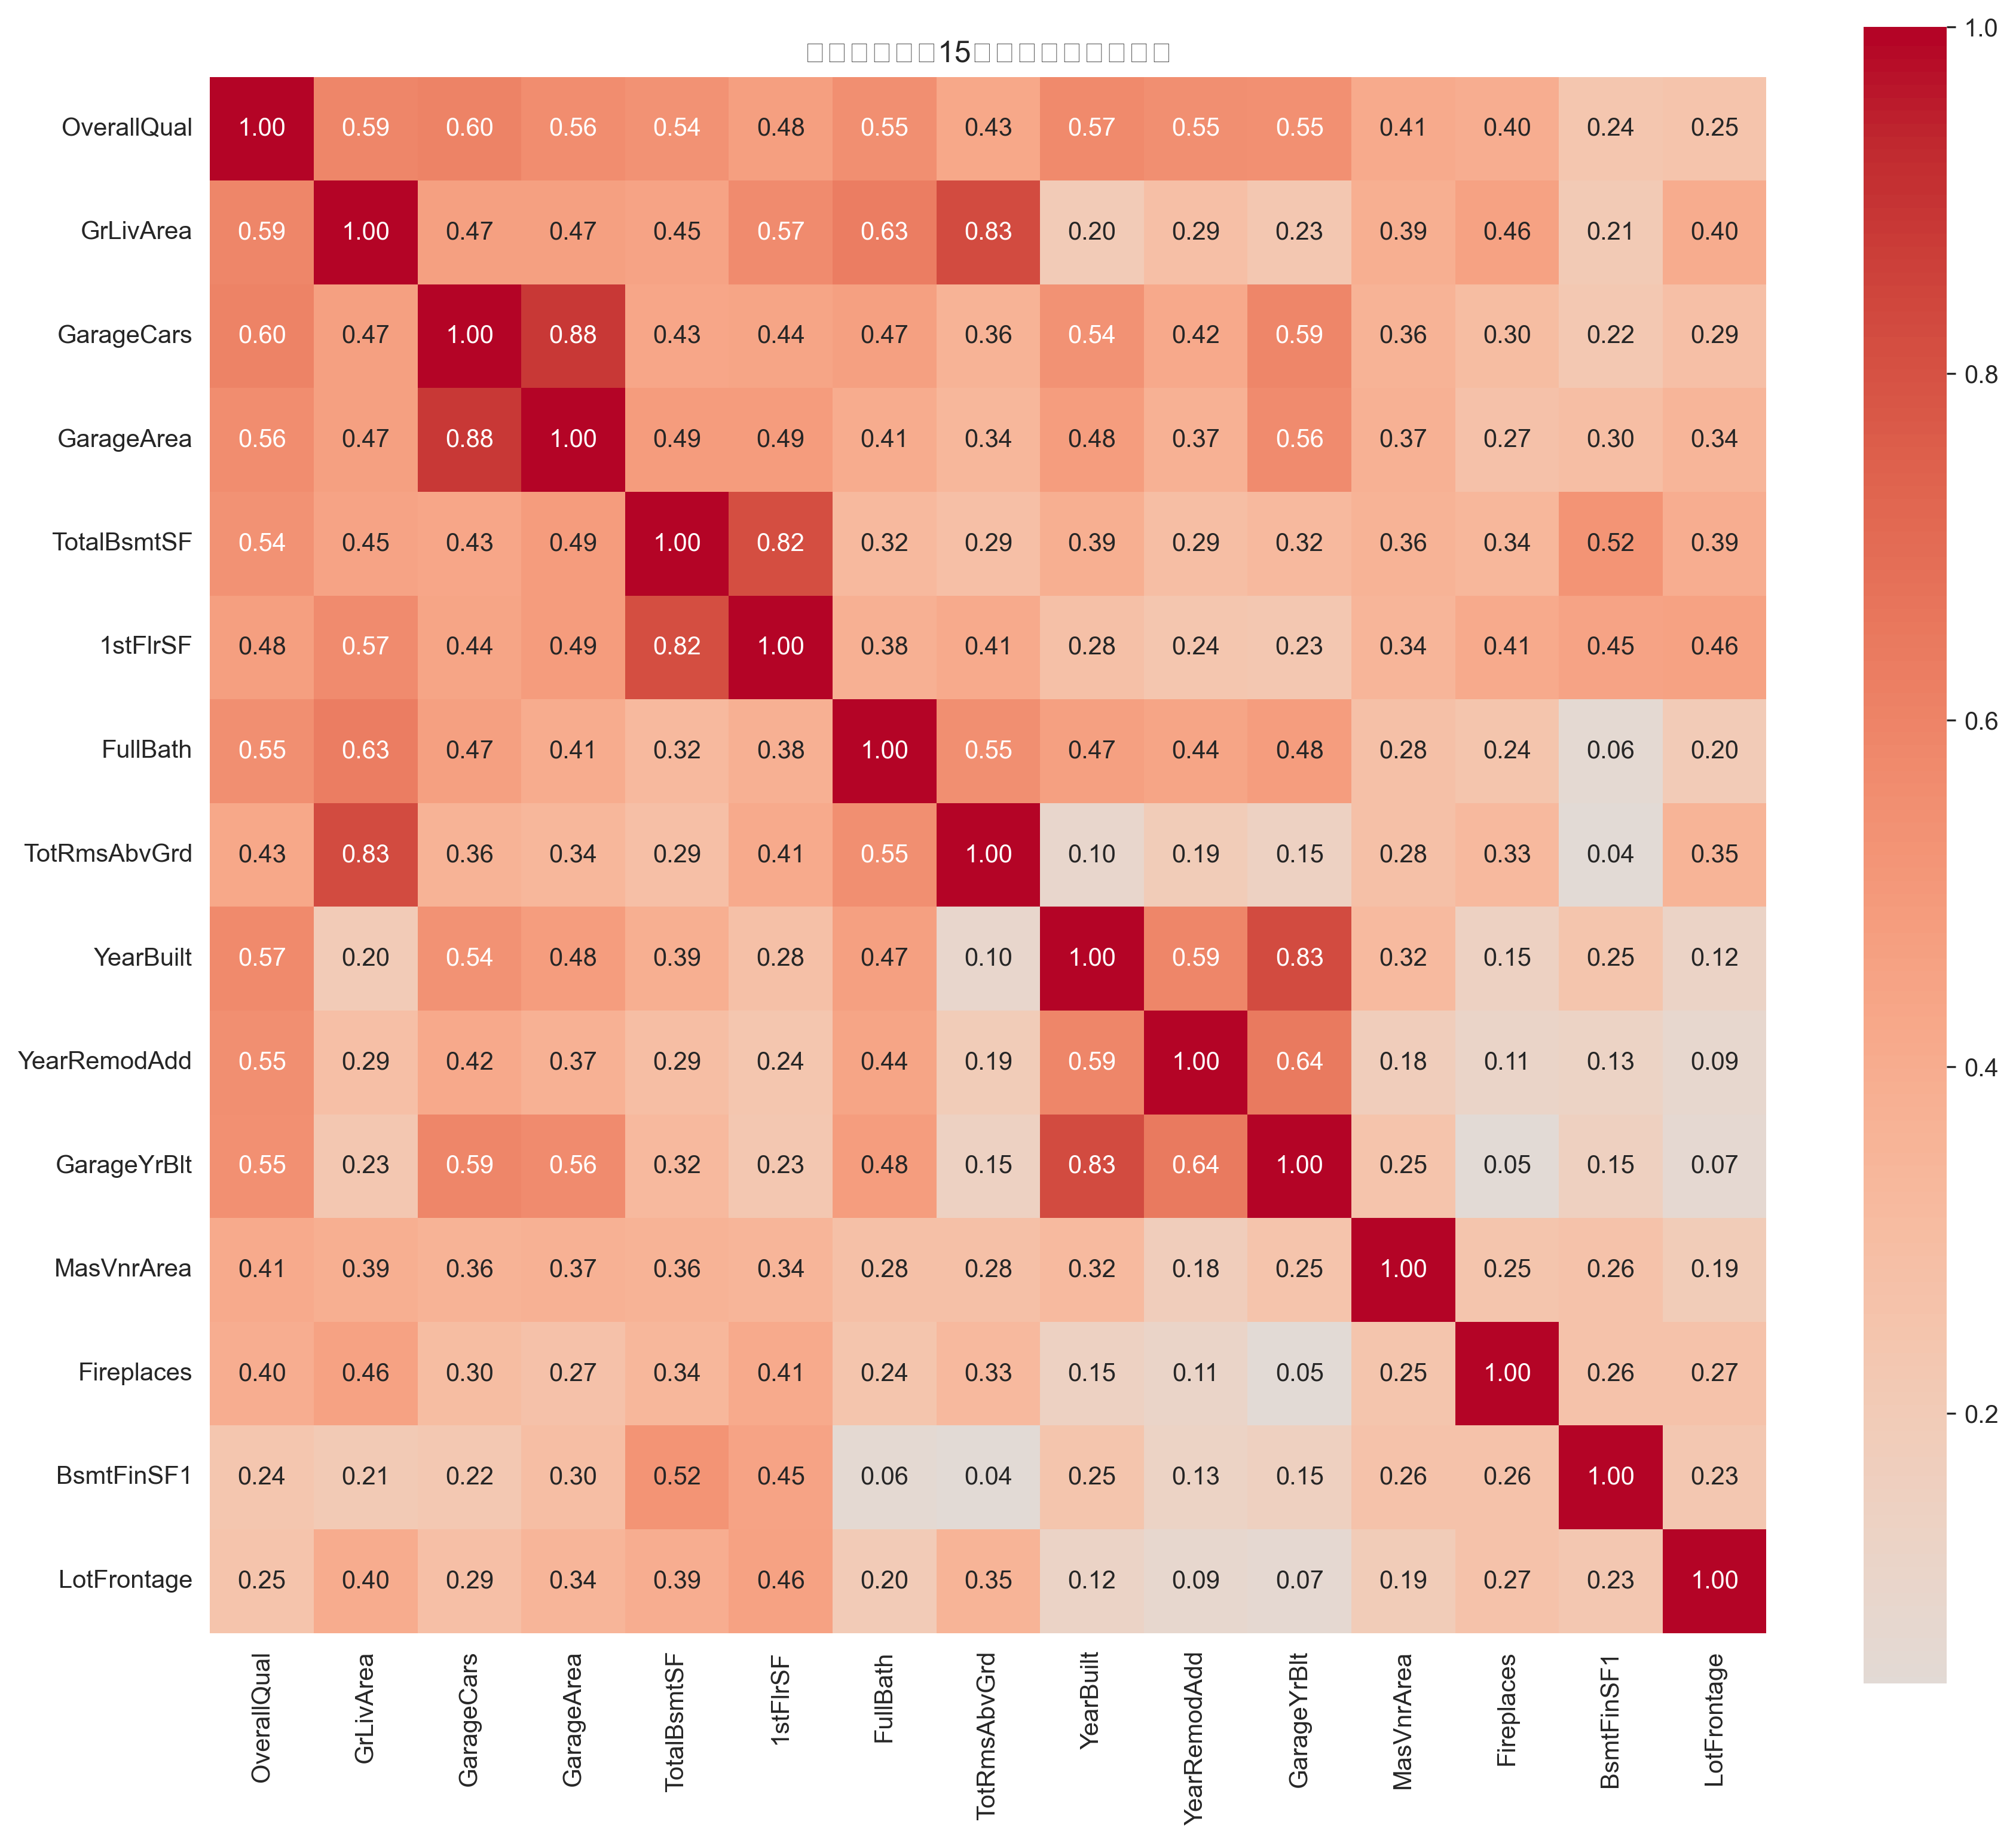 15
OverallQual 1.00 0.59 0.60 0.56 0.54 0.48 0.55 0.43 0.57 0.55 0.55 0.41 0.40 0.24 0.25
GrLivArea 0.59 1.00 0.47 0.47 0.45 0.57 0.63 0.83 0.20 0.29 0.23 0.39 0.46 0.21 0.40
GarageCars 0.60 0.47 1.00 0.88 0.43 0.44 0.47 0.36 0.54 0.42 0.59 0.36 0.30 0.22 0.29
GarageArea 0.56 0.47 0.88 1.00 0.49 0.49 0.41 0.34 0.48 0.37 0.56 0.37 0.27 0.30 0.34
TotalBsmtSF 0.54 0.45 0.43 0.49 1.00 0.82 0.32 0.29 0.39 0.29 0.32 0.36 0.34 0.52 0.39
1stFlrSF 0.48 0.57 0.44 0.49 0.82 1.00 0.38 0.41 0.28 0.24 0.23 0.34 0.41 0.45 0.46
FullBath 0.55 0.63 0.47 0.41 0.32 0.38 1.00 0.55 0.47 0.44 0.48 0.28 0.24 0.06 0.20
TotRmsAbvGrd 0.43 0.83 0.36 0.34 0.29 0.41 0.55 1.00 0.10 0.19 0.15 0.28 0.33 0.04 0.35
YearBuilt 0.57 0.20 0.54 0.48 0.39 0.28 0.47 0.10 1.00 0.59 0.83 0.32 0.15 0.25 0.12
YearRemodAdd 0.55 0.29 0.42 0.37 0.29 0.24 0.44 0.19 0.59 1.00 0.64 0.18 0.11 0.13 0.09
GarageYrBlt 0.55 0.23 0.59 0.56 0.32 0.23 0.48 0.15 0.83 0.64 1.00 0.25 0.05 0.15 0.07
MasVnrArea 0.41 0.39 0.36 0.37 0.36 0.34 0.28 0.28 0.32 0.18 0.25 1.00 0.25 0.26 0.19
Fireplaces 0.40 0.46 0.30 0.27 0.34 0.41 0.24 0.33 0.15 0.11 0.05 0.25 1.00 0.26 0.27
BsmtFinSF1 0.24 0.21 0.22 0.30 0.52 0.45 0.06 0.04 0.25 0.13 0.15 0.26 0.26 1.00 0.23
LotFrontage 0.25 0.40 0.29 0.34 0.39 0.46 0.20 0.35 0.12 0.09 0.07 0.19 0.27 0.23 1.00
OverallQual
GrLivArea
GarageCars
GarageArea
TotalBsmtSF
1stFlrSF
FullBath
TotRmsAbvGrd
YearBuilt
YearRemodAdd
GarageYrBlt
MasVnrArea
Fireplaces
BsmtFinSF1
LotFrontage
1.0
0.8
0.6
0.4
0.2